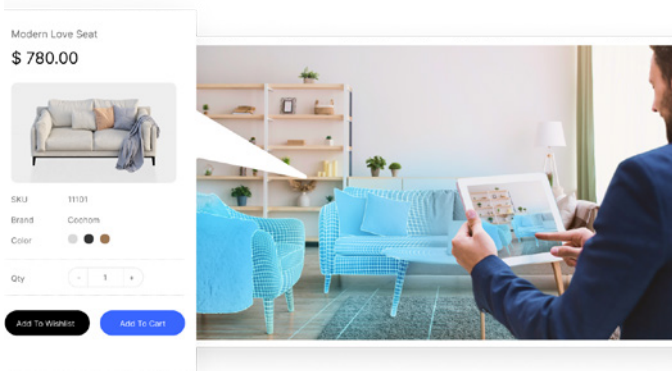 Modern Love Seat
$ 780.00
SKU 11101
Brand Cocnom
Color
Qty - 1 +
Add To Wishlist Add To Cart